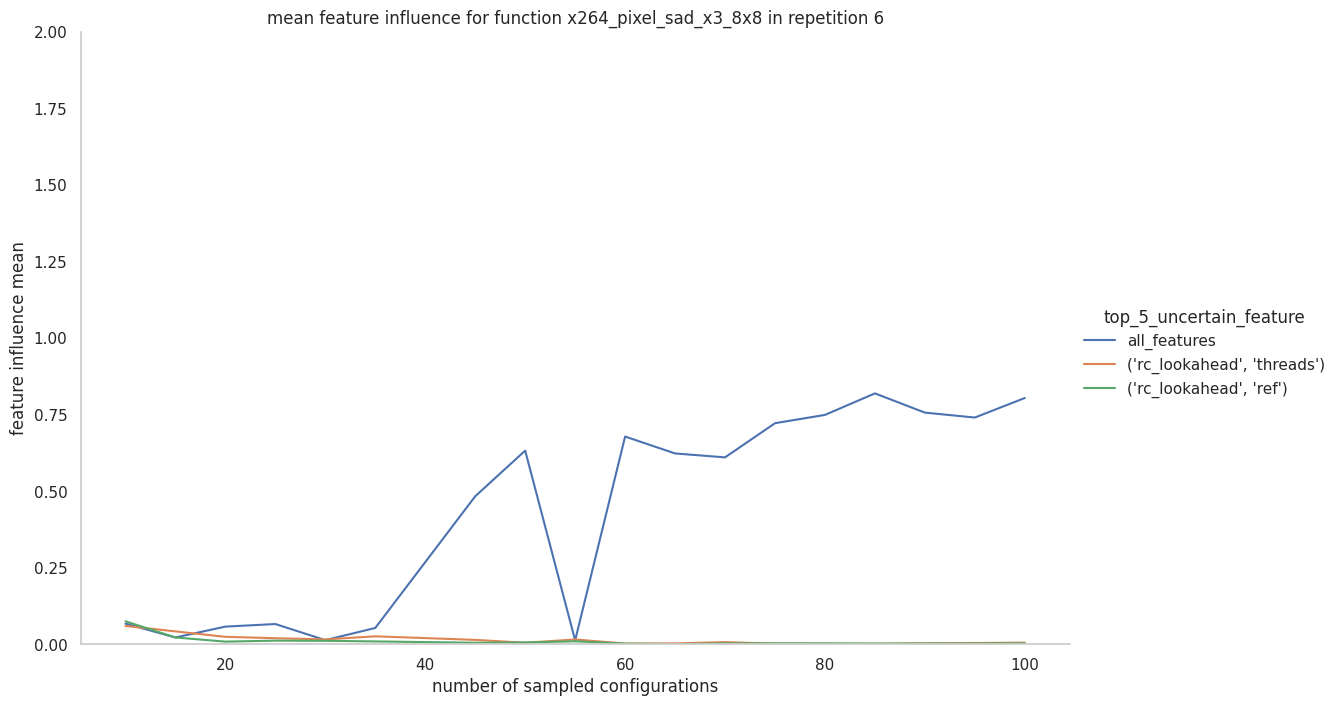 mean feature influence for function x264_pixel_sad_x3_8x8 in repetition 6
2.00
1.75
1.50
1.25
1.00
0.75
0.50
0.25
0.00
feature influence mean
20
40
60
80
100
number of sampled configurations
top_5_uncertain_feature
all_features
('rc_lookahead', 'threads')
('rc_lookahead', 'ref')